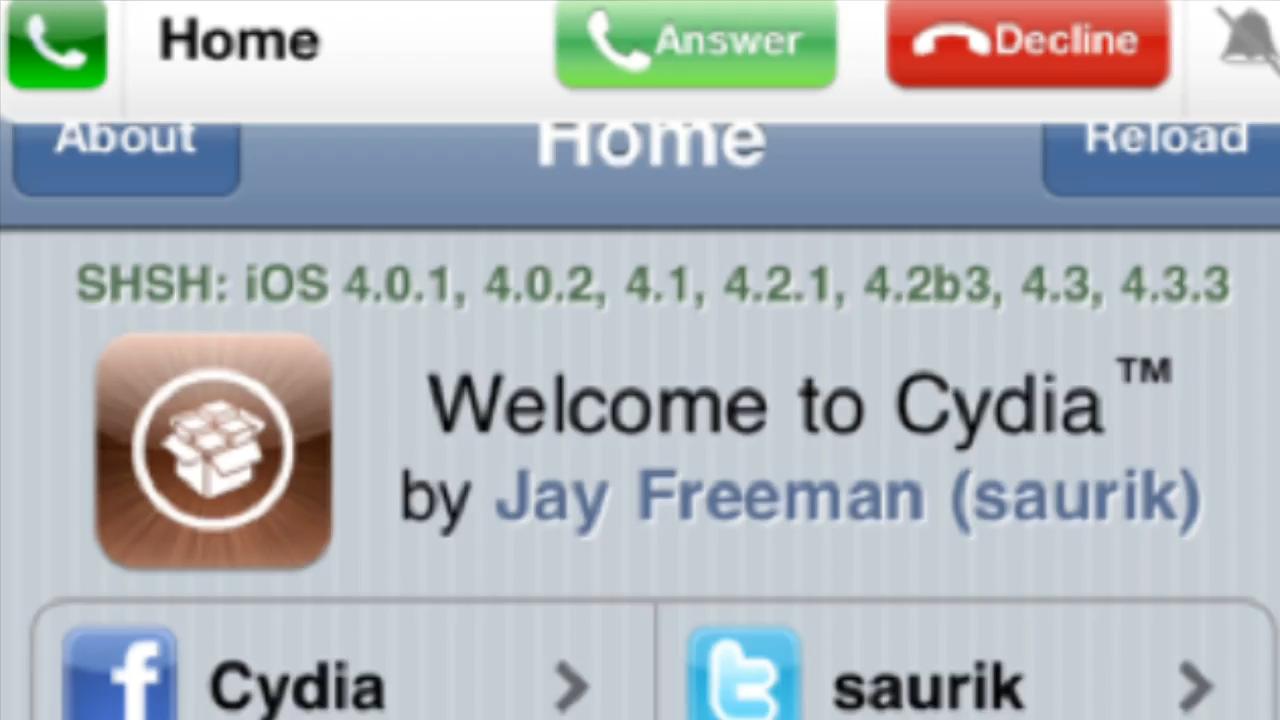 Home Answer Decline
About Home Reload
SHSH: iOS 4.0.1, 4.0.2, 4.1, 4.2.1, 4.2b3, 4.3, 4.3.3
Welcome to Cydia™
by Jay Freeman (saurik)
Cydia saurik